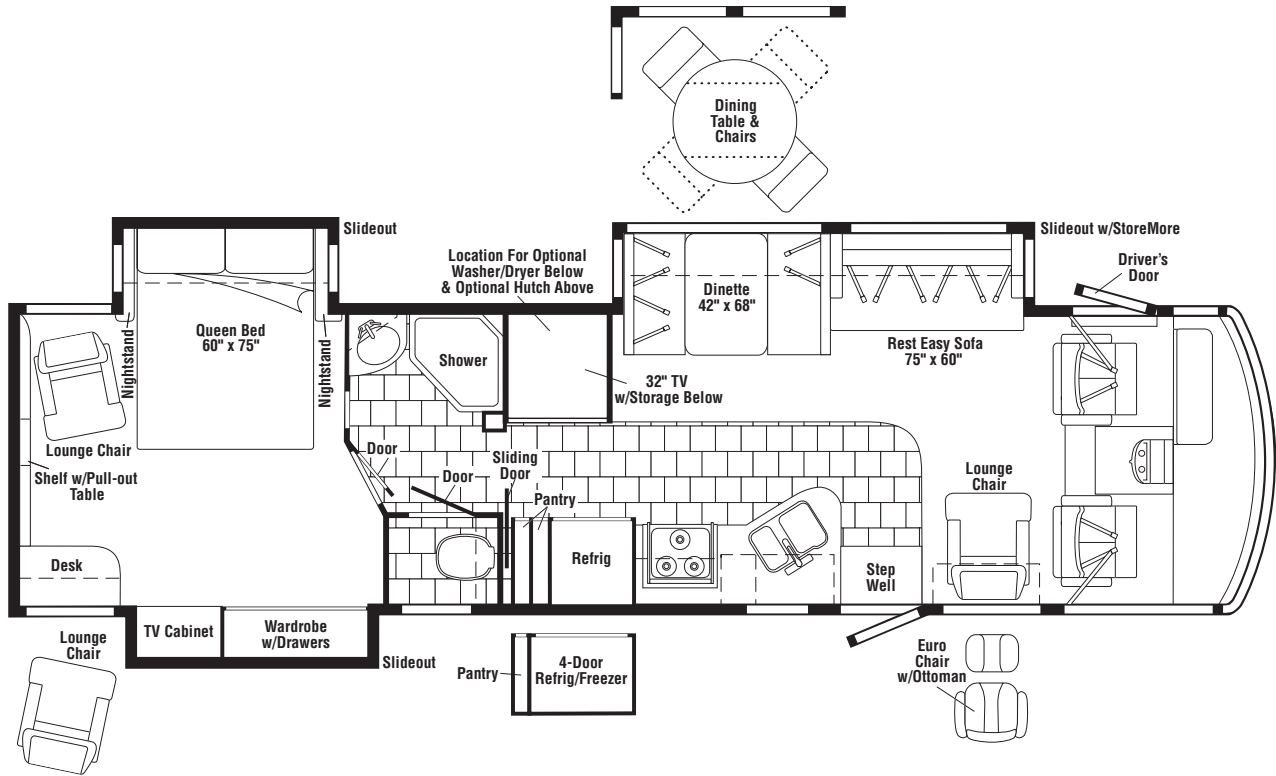 Dining
Table &
Chairs
Slideout
Slideout w/StoreMore
Location For Optional
Washer/Dryer Below
& Optional Hutch Above
Driver's
Door
Dinette
42" x 68"
Queen Bed
60" x 75"
Nightstand
Nightstand
Rest Easy Sofa
75" x 60"
Shower
32" TV
w/Storage Below
Lounge Chair
Door
Sliding
Door
Door
Shelf w/Pull-out
Table
Pantry
Lounge
Chair
Refrig
Desk
Step
Well
TV Cabinet
Wardrobe
w/Drawers
Lounge
Chair
Slideout
Pantry
4-Door
Refrig/Freezer
Euro
Chair
w/Ottoman